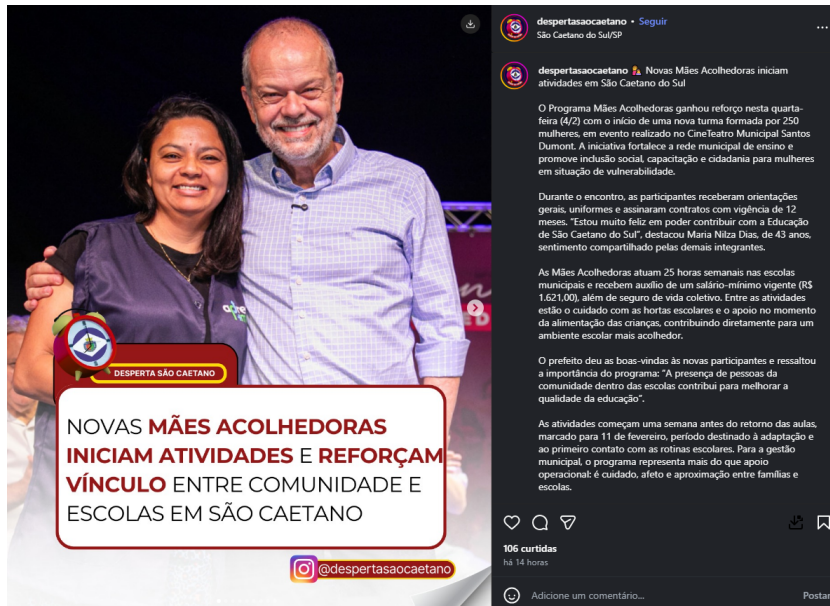 DESPERTA SÃO CAETANO
NOVAS MÃES ACOLHEDORAS
INICIAM ATIVIDADES E REFORÇAM
VÍNCULO ENTRE COMUNIDADE E
ESCOLAS EM SÃO CAETANO
@despertasaocaetano
despertasaocaetano • Seguir
São Caetano do Sul/SP
despertasaocaetano Novas Mães Acolhedoras iniciam
atividades em São Caetano do Sul
O Programa Mães Acolhedoras ganhou reforço nesta quarta-
feira (4/2) com o início de uma nova turma formada por 250
mulheres, em evento realizado no CineTeatro Municipal Santos
Dumont. A iniciativa fortalece a rede municipal de ensino e
promove inclusão social, capacitação e cidadania para mulheres
em situação de vulnerabilidade.
Durante o encontro, as participantes receberam orientações
gerais, uniformes e assinaram contratos com vigência de 12
meses. "Estou muito feliz em poder contribuir com a Educação
de São Caetano do Sul", destacou Maria Nilza Dias, de 43 anos,
sentimento compartilhado pelas demais integrantes.
As Mães Acolhedoras atuam 25 horas semanais nas escolas
municipais e recebem auxílio de um salário-mínimo vigente (R$
1.621,00), além de seguro de vida coletivo. Entre as atividades
estão o cuidado com as hortas escolares e o apoio no momento
da alimentação das crianças, contribuindo diretamente para um
ambiente escolar mais acolhedor.
O prefeito deu as boas-vindas às novas participantes e ressaltou
a importância do programa: "A presença de pessoas da
comunidade dentro das escolas contribui para melhorar a
qualidade da educação".
As atividades começam uma semana antes do retorno das aulas,
marcado para 11 de fevereiro, período destinado à adaptação e
ao primeiro contato com as rotinas escolares. Para a gestão
municipal, o programa representa mais do que apoio
operacional: é cuidado, afeto e aproximação entre famílias e
escolas.
106 curtidas
há 14 horas
Adicione um comentário...
Postar